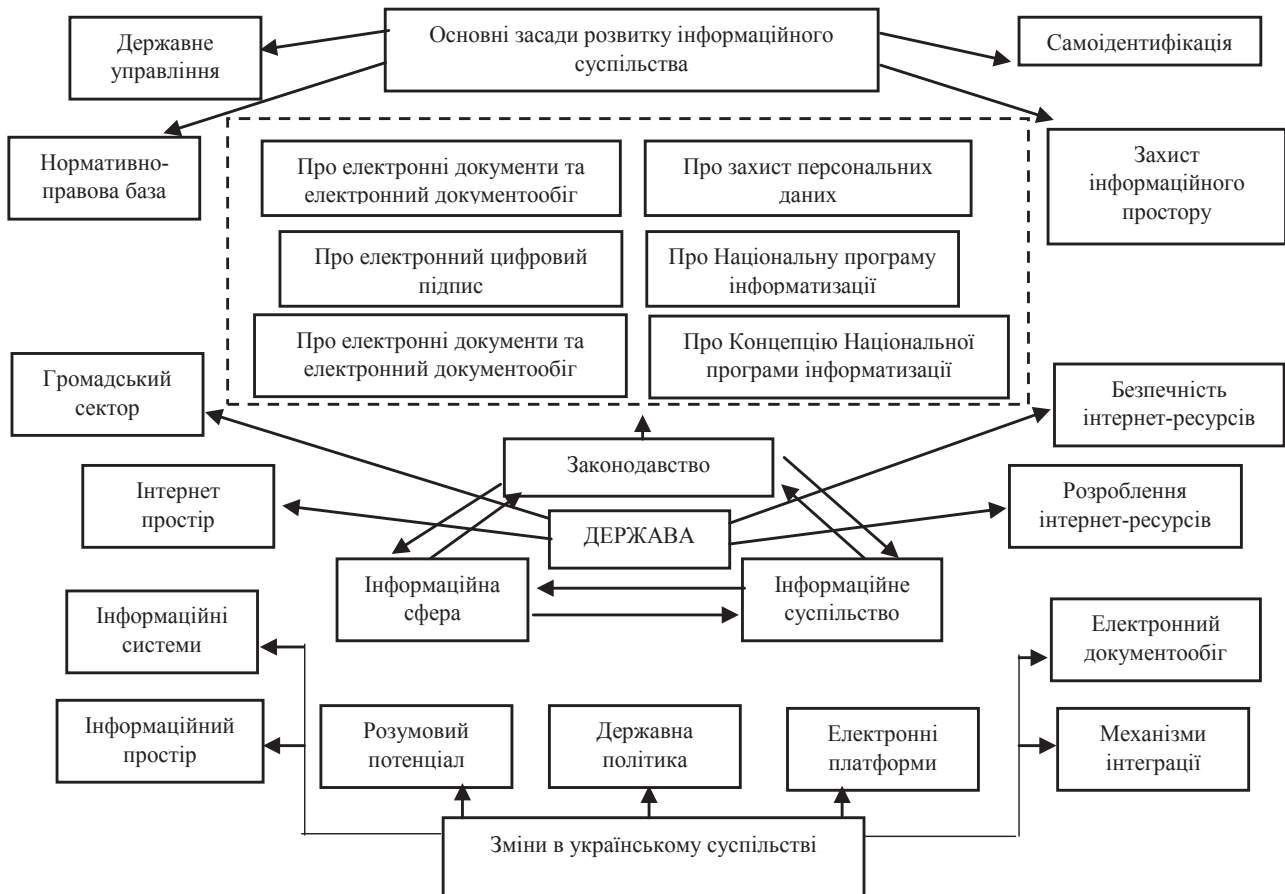 Державне
управління
Основні засади розвитку інформаційного
суспільства
Самоідентифікація
Нормативно-
правова база
Захист
інформаційного
простору
Про електронні документи та
електронний документообіг
Про захист персональних
даних
Про електронний цифровий
підпис
Про Національну програму
інформатизації
Про електронні документи та
електронний документообіг
Про Концепцію Національної
програми інформатизації
Громадський
сектор
Безпечність
інтернет-ресурсів
Законодавство
Інтернет
простір
Розроблення
інтернет-ресурсів
ДЕРЖАВА
Інформаційна
сфера
Інформаційне
суспільство
Інформаційні
системи
Електронний
документообіг
Інформаційний
простір
Розумовий
потенціал
Державна
політика
Електронні
платформи
Механізми
інтеграції
Зміни в українському суспільстві